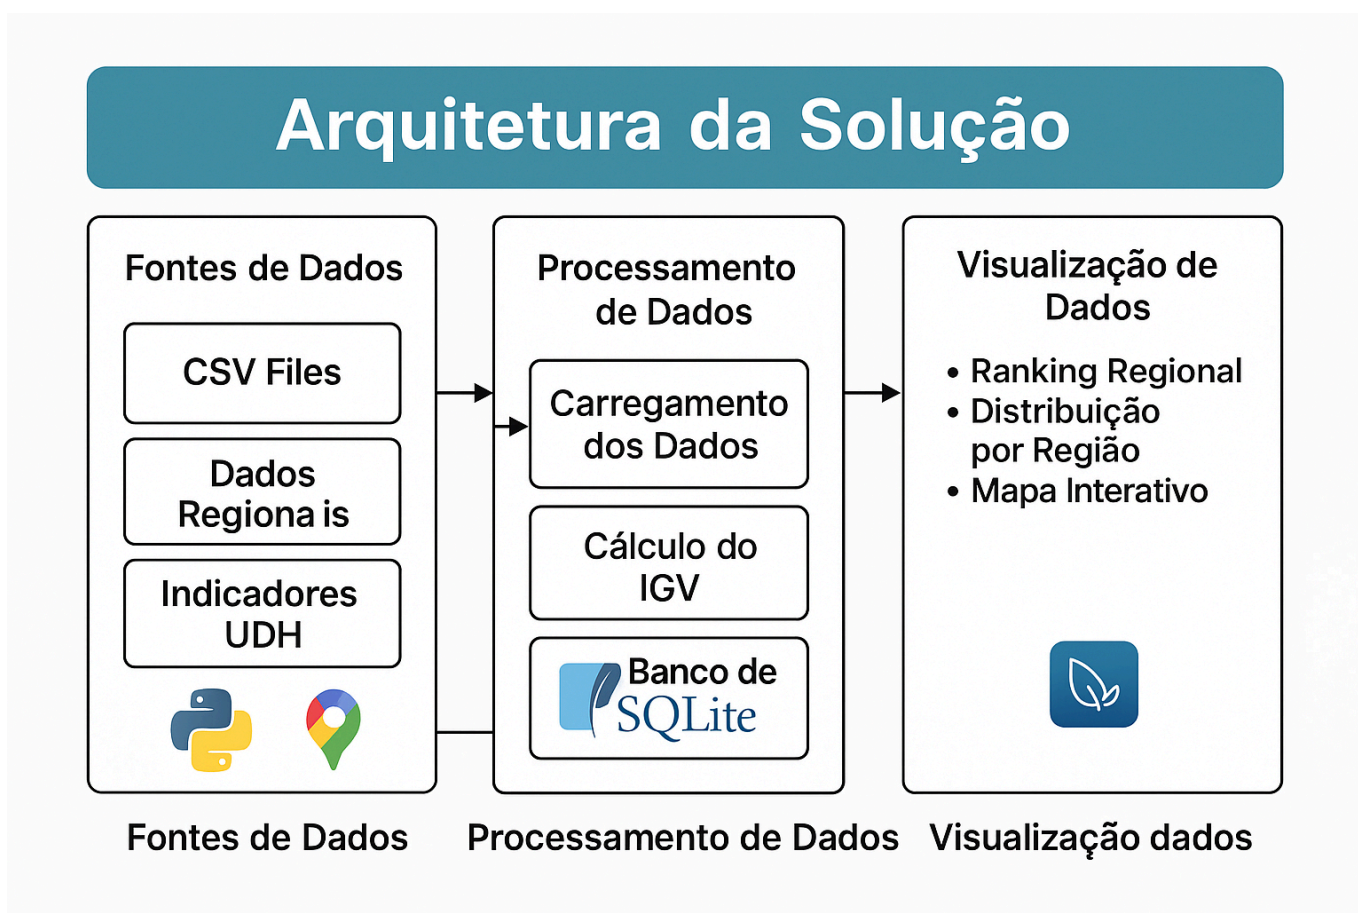 Arquitetura da Solução
Fontes de Dados
CSV Files
Dados
Regiona is
Indicadores
UDH
Processamento
de Dados
Carregamento
dos Dados
Cálculo do
IGV
Banco de
SQLite
Visualização de
Dados
• Ranking Regional
• Distribuição
por Região
• Mapa Interativo
Fontes de Dados
Processamento de Dados
Visualização dados